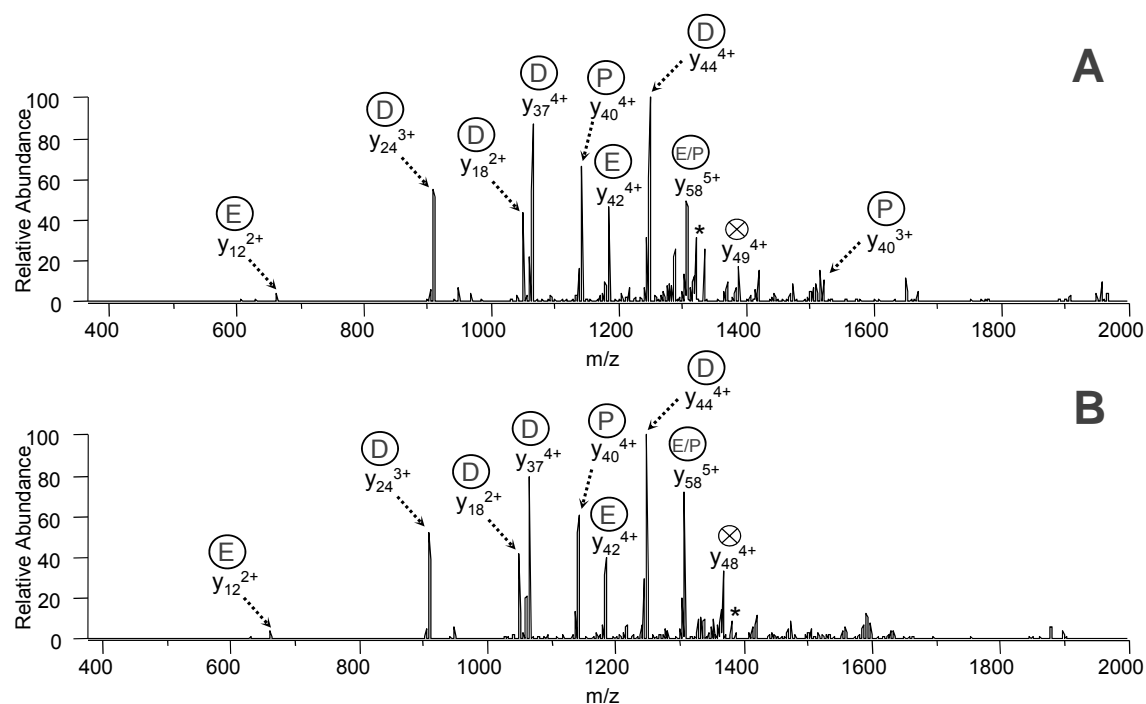 A
D
y44 4+
D
y37 4+
P
y40 4+
D
y24 3+
D
y18 2+
E
y42 4+
E/P
y58 5+
*
⊗
y49 4+
P
y40 3+
E
y12 2+
Relative Abundance
100
80
60
40
20
0
400 600 800 1000 1200 1400 1600 1800 2000
m/z
B
D
y44 4+
D
y37 4+
P
y40 4+
D
y24 3+
D
y18 2+
E
y42 4+
E/P
y58 5+
⊗
y48 4+
*
E
y12 2+
Relative Abundance
100
80
60
40
20
0
400 600 800 1000 1200 1400 1600 1800 2000
m/z